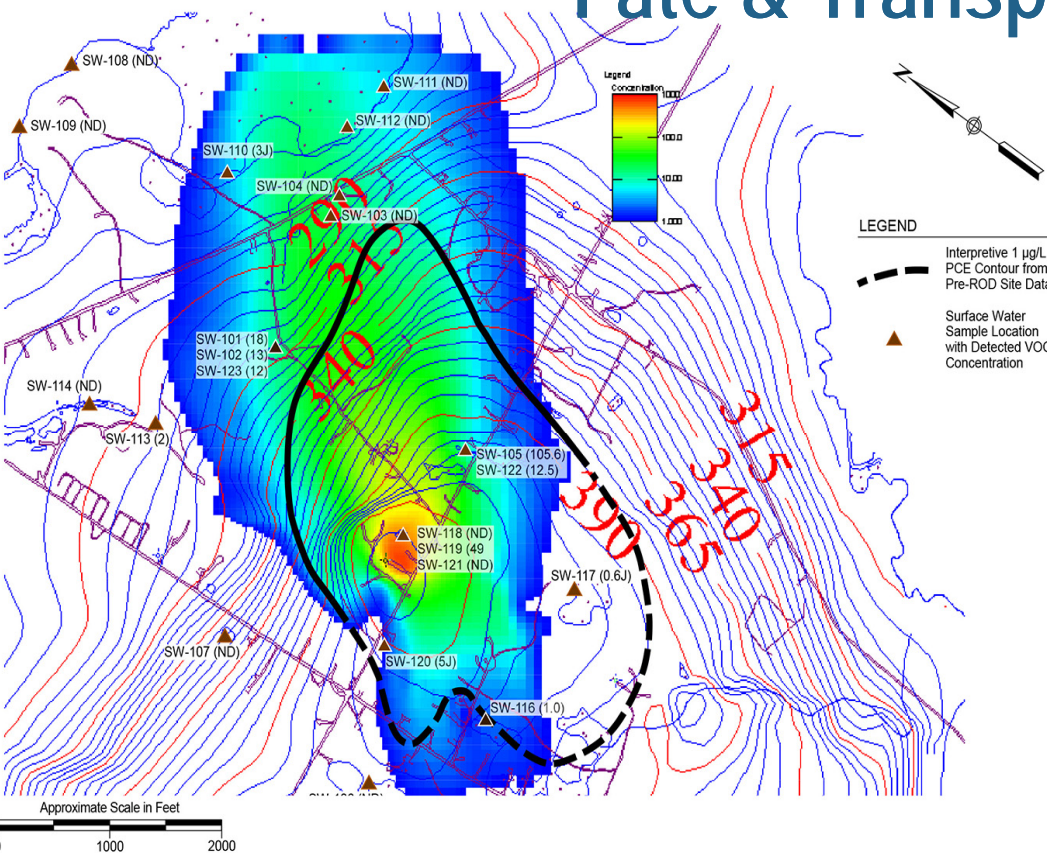 Fate & Transp
SW-108 (ND)
SW-111 (ND)
SW-109 (ND)
SW-112 (ND)
SW-110 (3J)
SW-104 (ND)
SW-103 (ND)
290
315
340
SW-101 (18)
SW-102 (13)
SW-123 (12)
SW-114 (ND)
SW-113 (2)
SW-105 (105.6)
SW-122 (12.5)
SW-118 (ND)
SW-119 (49
SW-121 (ND)
SW-117 (0.6J)
SW-107 (ND)
SW-120 (5J)
SW-116 (1.0)
390
365
340
315
Legend
Concentration
1000
100.0
10.00
1.000
N
LEGEND
Interpretive 1 µg/L
PCE Contour from
Pre-ROD Site Data
Surface Water
Sample Location
with Detected VOC
Concentration
Approximate Scale in Feet
1000
2000